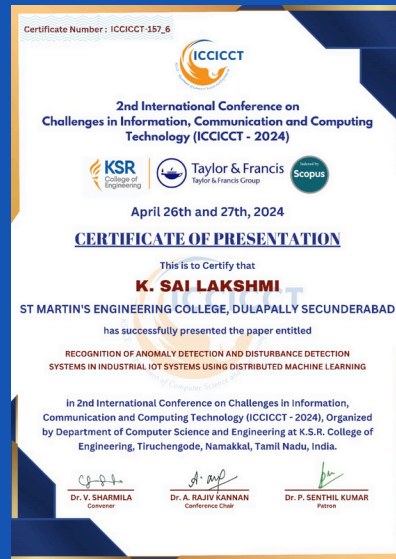 Certificate Number : ICCICCT-157_6
ICCICCT
2nd International Conference on
Challenges in Information, Communication and Computing
Technology (ICCICCT - 2024)
KSR
College of
Engineering
Taylor & Francis
Taylor & Francis Group
Indexed by
Scopus
April 26th and 27th, 2024
CERTIFICATE OF PRESENTATION
This is to Certify that
K. SAI LAKSHMI
ST MARTIN'S ENGINEERING COLLEGE, DULAPALLY SECUNDERABAD
has successfully presented the paper entitled
RECOGNITION OF ANOMALY DETECTION AND DISTURBANCE DETECTION
SYSTEMS IN INDUSTRIAL IOT SYSTEMS USING DISTRIBUTED MACHINE LEARNING
in 2nd International Conference on Challenges in Information,
Communication and Computing Technology (ICCICCT - 2024), Organized
by Department of Computer Science and Engineering at K.S.R. College of
Engineering, Tiruchengode, Namakkal, Tamil Nadu, India.
Dr. V. SHARMILA
Convener
Dr. A. RAJIV KANNAN
Conference Chair
Dr. P. SENTHIL KUMAR
Patron